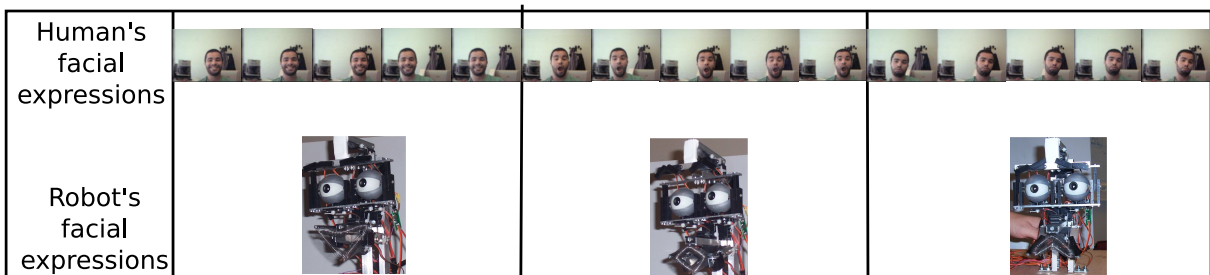 Human's
facial
expressions
Robot's
facial
expressions